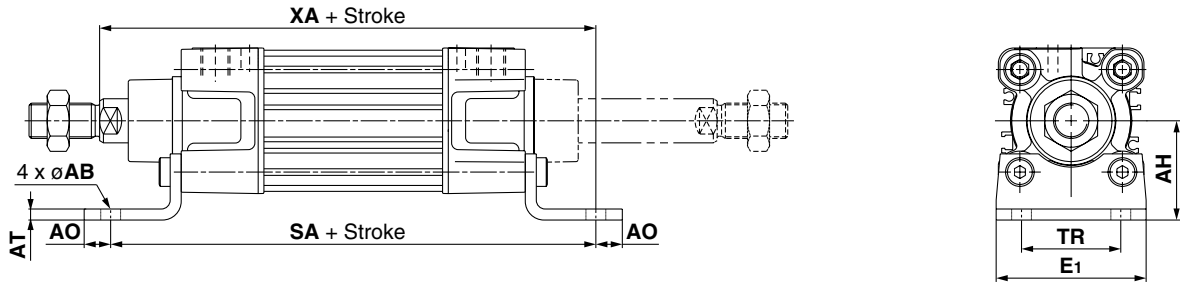 XA + Stroke
4 x øAB
AT
AO
SA + Stroke
AO
AH
TR
E1